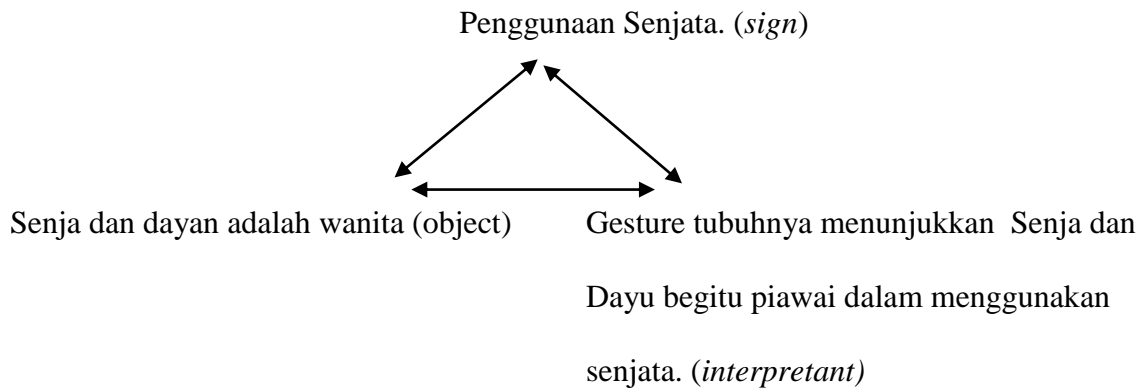 Penggunaan Senjata. (sign)
Senja dan dayan adalah wanita (object)
Gesture tubuhnya menunjukkan Senja dan
Dayu begitu piawai dalam menggunakan
senjata. (interpretant)